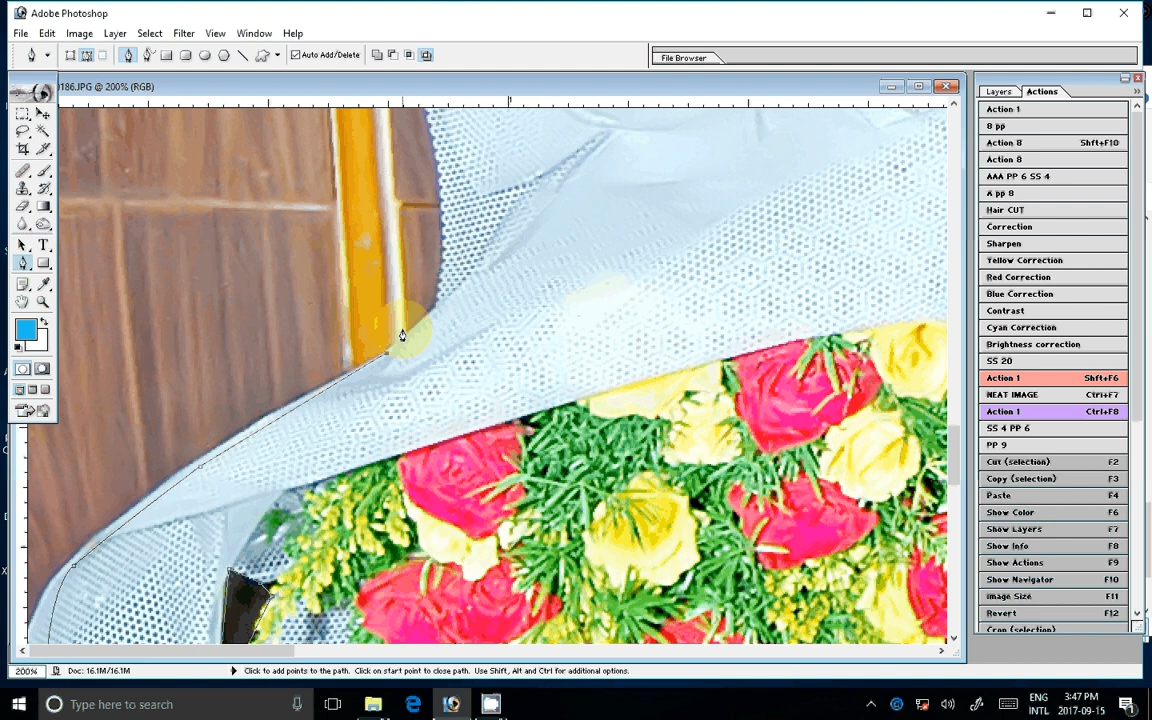 Adobe Photoshop
File Edit Image Layer Select Filter View Window Help
Auto Add/Delete
File Browser
0186.JPG @ 200% (RGB)
Layers Actions
Action 1
8 pp
Action 8 Shft+F10
Action 8
AAA PP 6 SS 4
A pp 8
Hair CUT
Correction
Sharpen
Yellow Correction
Red Correction
Blue Correction
Contrast
Cyan Correction
Brightness correction
SS 20
Action 1 Shft+F6
NEAT IMAGE Ctrl+F7
Action 1 Ctrl+F8
SS 4 PP 6
PP 9
Cut (selection) F2
Copy (selection) F3
Paste F4
Show Color F6
Show Layers F7
Show Info F8
Show Actions F9
Show Navigator F10
Image Size F11
Revert F12
Crop (selection)
200% Doc: 16.1M/16.1M Click to add points to the path. Click on start point to close path. Use Shift, Alt and Ctrl for additional options.
Type here to search
ENG
INTL
3:47 PM
2017-09-15
1